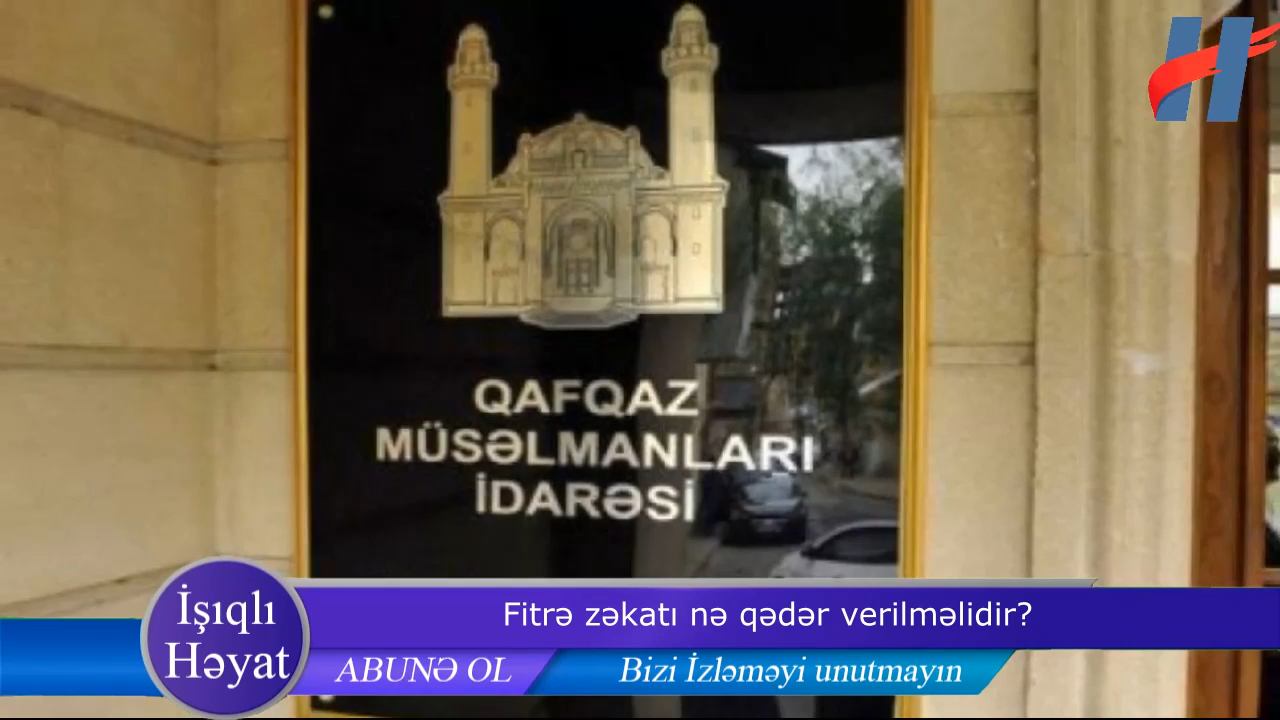 QAFQAZ
MÜSƏLMANLARI
İDARƏSİ
İşıqlı
Həyat
Fitrə zəkatı nə qədər verilməlidir?
ABUNƏ OL
Bizi İzləməyi unutmayın